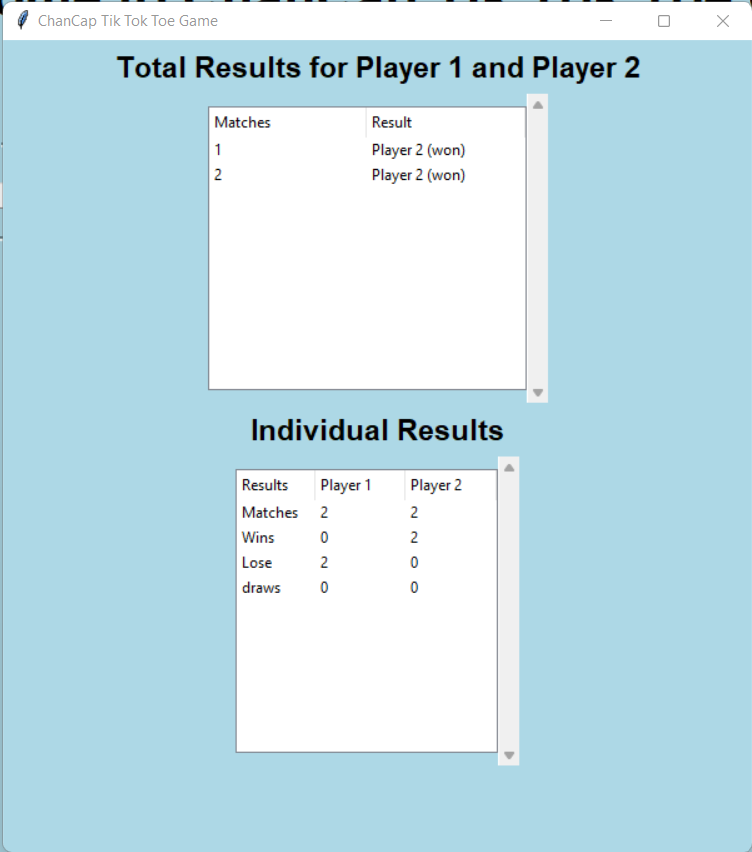 ChanCap Tik Tok Toe Game
Total Results for Player 1 and Player 2
Matches Result
1 Player 2 (won)
2 Player 2 (won)
Individual Results
Results Player 1 Player 2
Matches 2 2
Wins 0 2
Lose 2 0
draws 0 0